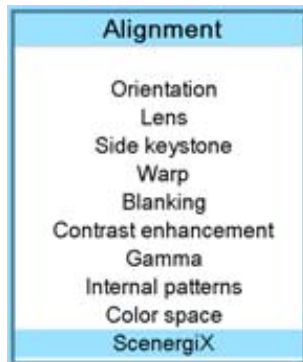 Alignment
Orientation
Lens
Side keystone
Warp
Blanking
Contrast enhancement
Gamma
Internal patterns
Color space
ScenergiX